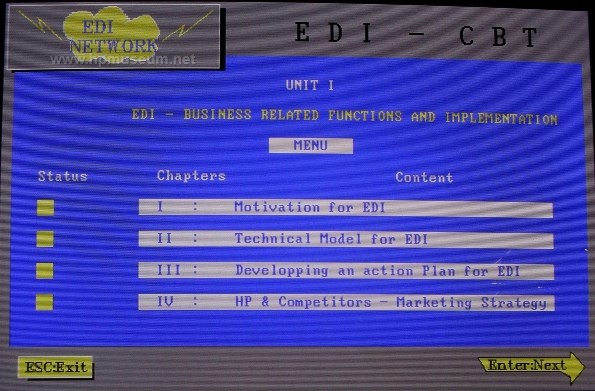 EDI
NETWORK
www.hpmuseum.net
EDI - CBT
UNIT I
EDI - BUSINESS RELATED FUNCTIONS AND IMPLEMENTATION
MENU
Status Chapters Content
I : Motivation for EDI
II : Technical Model for EDI
III : Developping an action Plan for EDI
IV : HP & Competitors - Marketing Strategy
ESC:Exit Enter:Next